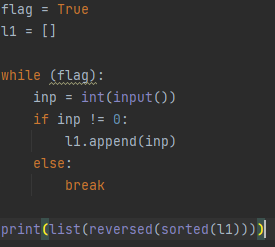 flag = True
l1 = []
while (flag):
    inp = int(input())
    if inp != 0:
        l1.append(inp)
    else:
        break
print(list(reversed(sorted(l1))))